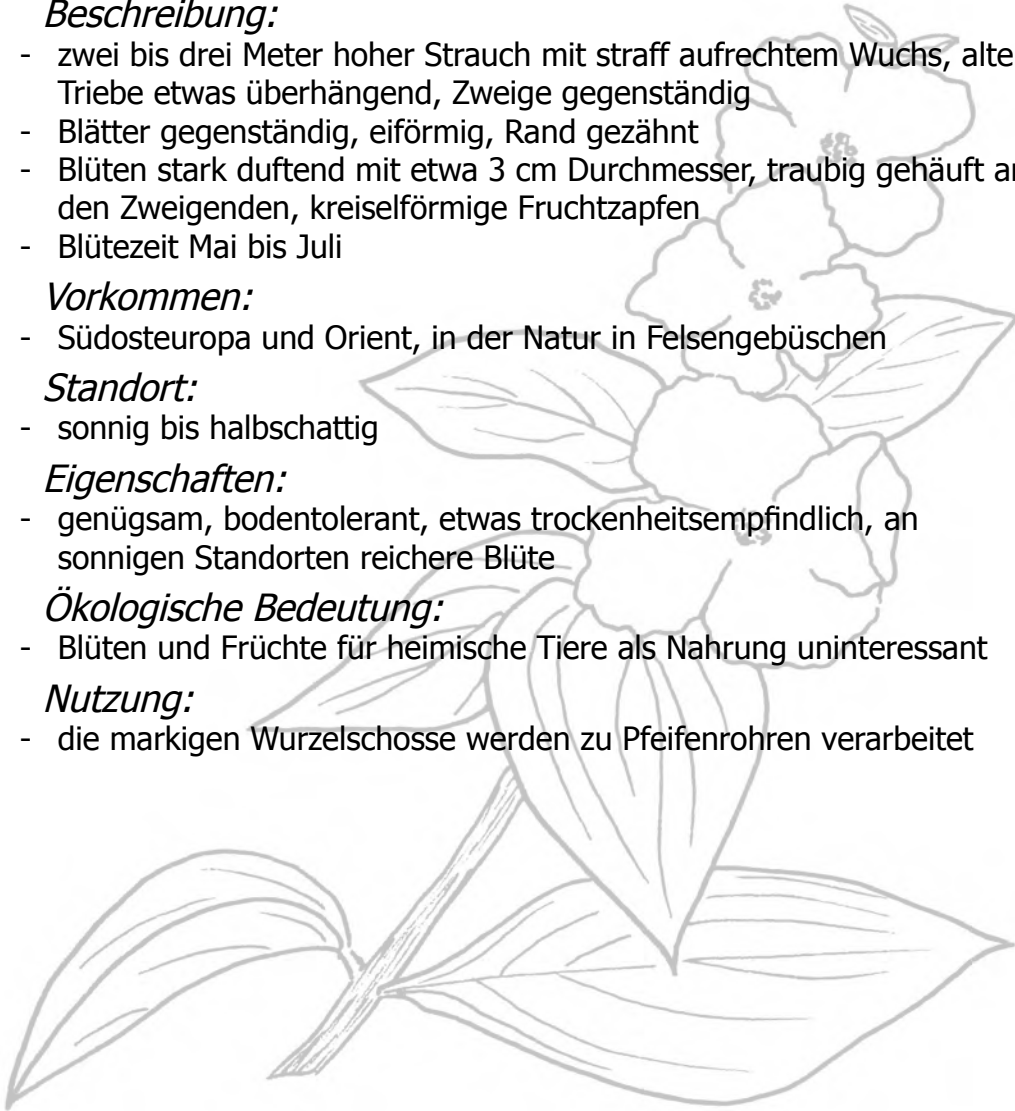 Beschreibung:
- zwei bis drei Meter hoher Strauch mit straff aufrechtem Wuchs, alte
Triebe etwas überhängend, Zweige gegenständig
- Blätter gegenständig, eiförmig, Rand gezähnt
- Blüten stark duftend mit etwa 3 cm Durchmesser, traubig gehäuft an
den Zweigenden, kreiselförmige Fruchtzapfen
- Blütezeit Mai bis Juli
Vorkommen:
- Südosteuropa und Orient, in der Natur in Felsengebüschen
Standort:
- sonnig bis halbschattig
Eigenschaften:
- genügsam, bodentolerant, etwas trockenheitsempfindlich, an
sonnigen Standorten reichere Blüte
Ökologische Bedeutung:
- Blüten und Früchte für heimische Tiere als Nahrung uninteressant
Nutzung:
- die markigen Wurzelschosse werden zu Pfeifenrohren verarbeitet